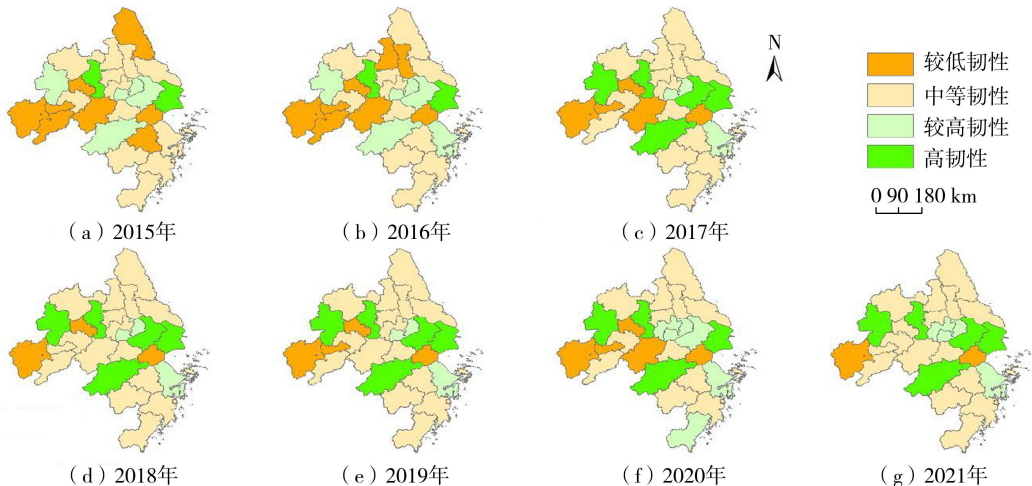 N
较低韧性
中等韧性
较高韧性
高韧性
0 90 180 km
（a）2015年
（b）2016年
（c）2017年
（d）2018年
（e）2019年
（f）2020年
（g）2021年